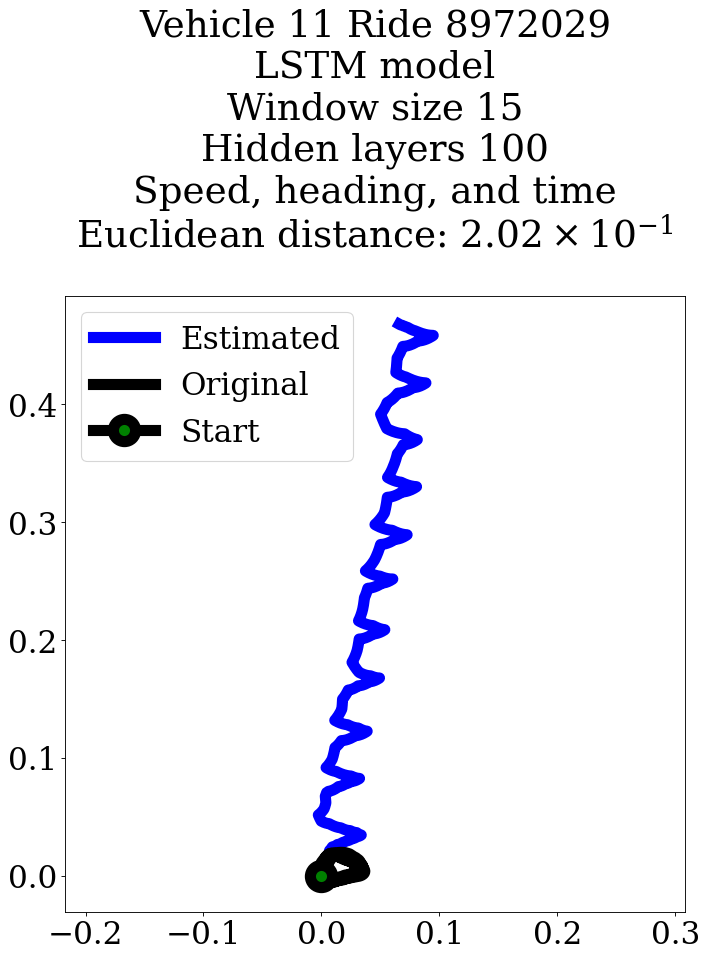 Vehicle 11 Ride 8972029
LSTM model
Window size 15
Hidden layers 100
Speed, heading, and time
Euclidean distance: 2.02 × 10⁻¹
Estimated
Original
Start
0.4
0.3
0.2
0.1
0.0
−0.2 −0.1 0.0 0.1 0.2 0.3